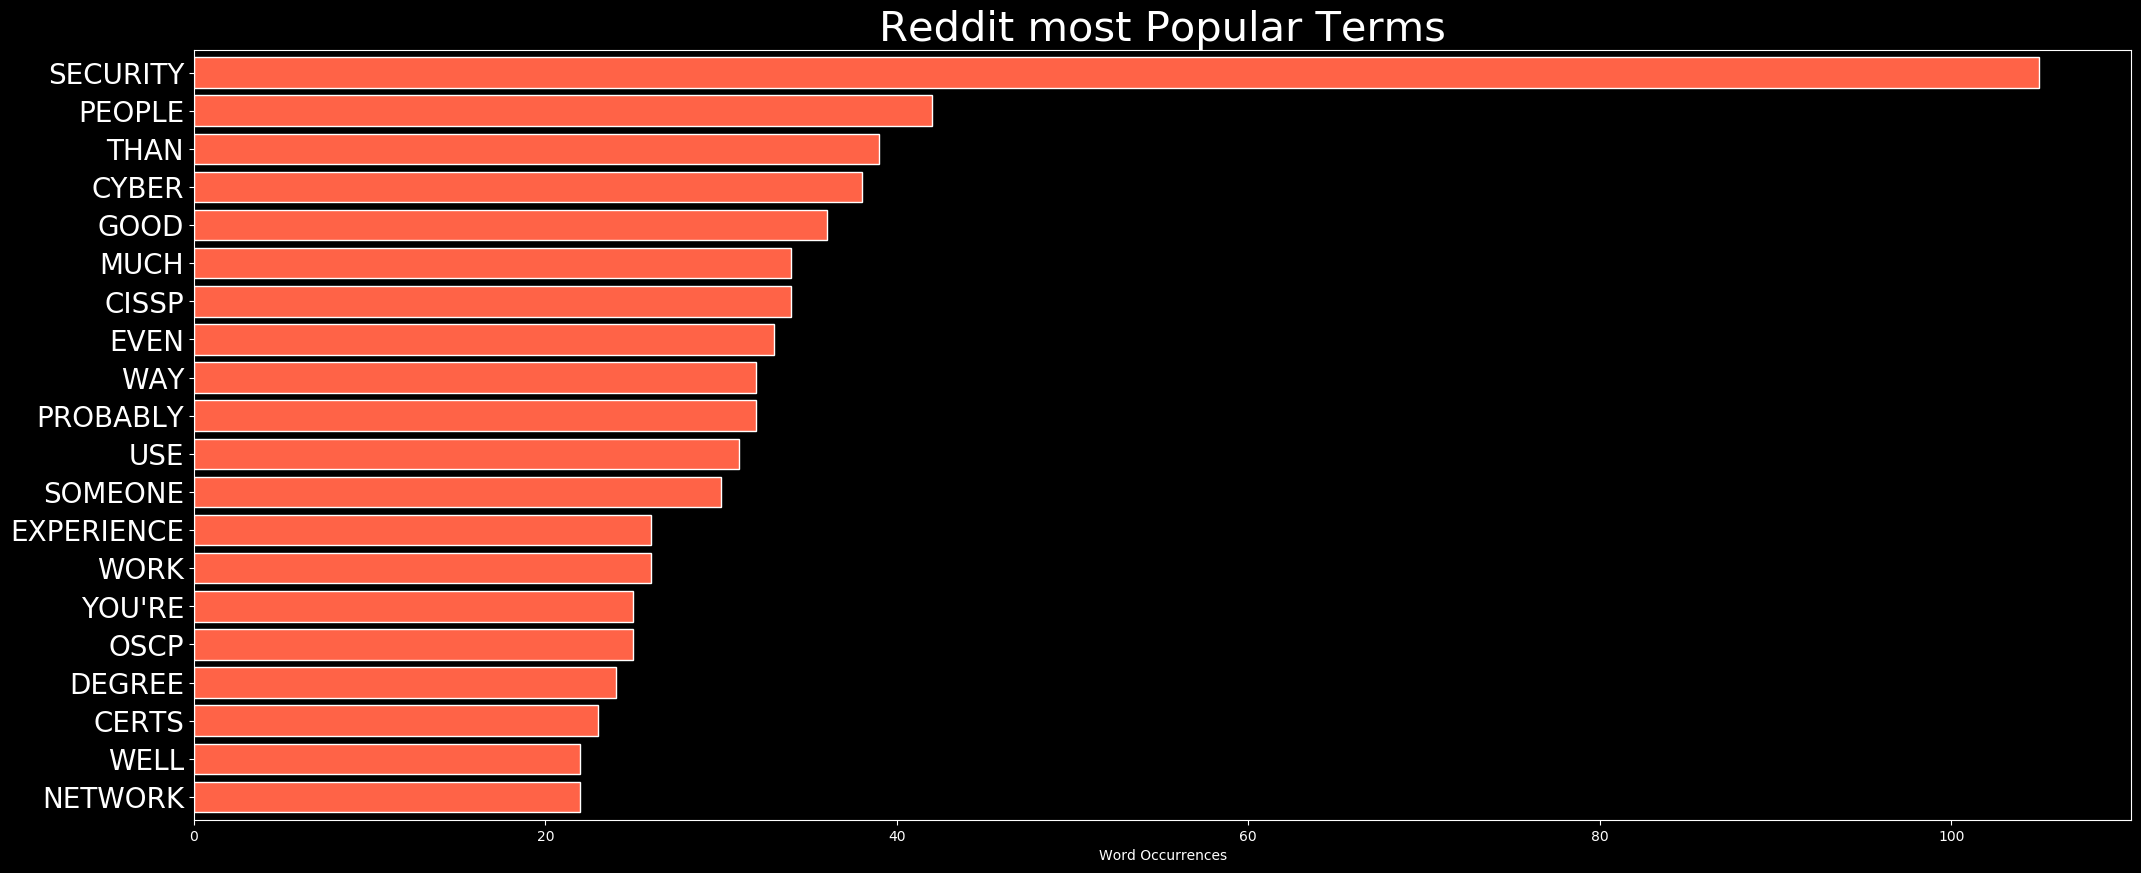 Reddit most Popular Terms
SECURITY
PEOPLE
THAN
CYBER
GOOD
MUCH
CISSP
EVEN
WAY
PROBABLY
USE
SOMEONE
EXPERIENCE
WORK
YOU'RE
OSCP
DEGREE
CERTS
WELL
NETWORK
0 20 40 60 80 100
Word Occurrences